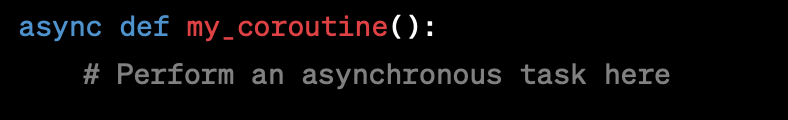 async def my_coroutine():
    # Perform an asynchronous task here